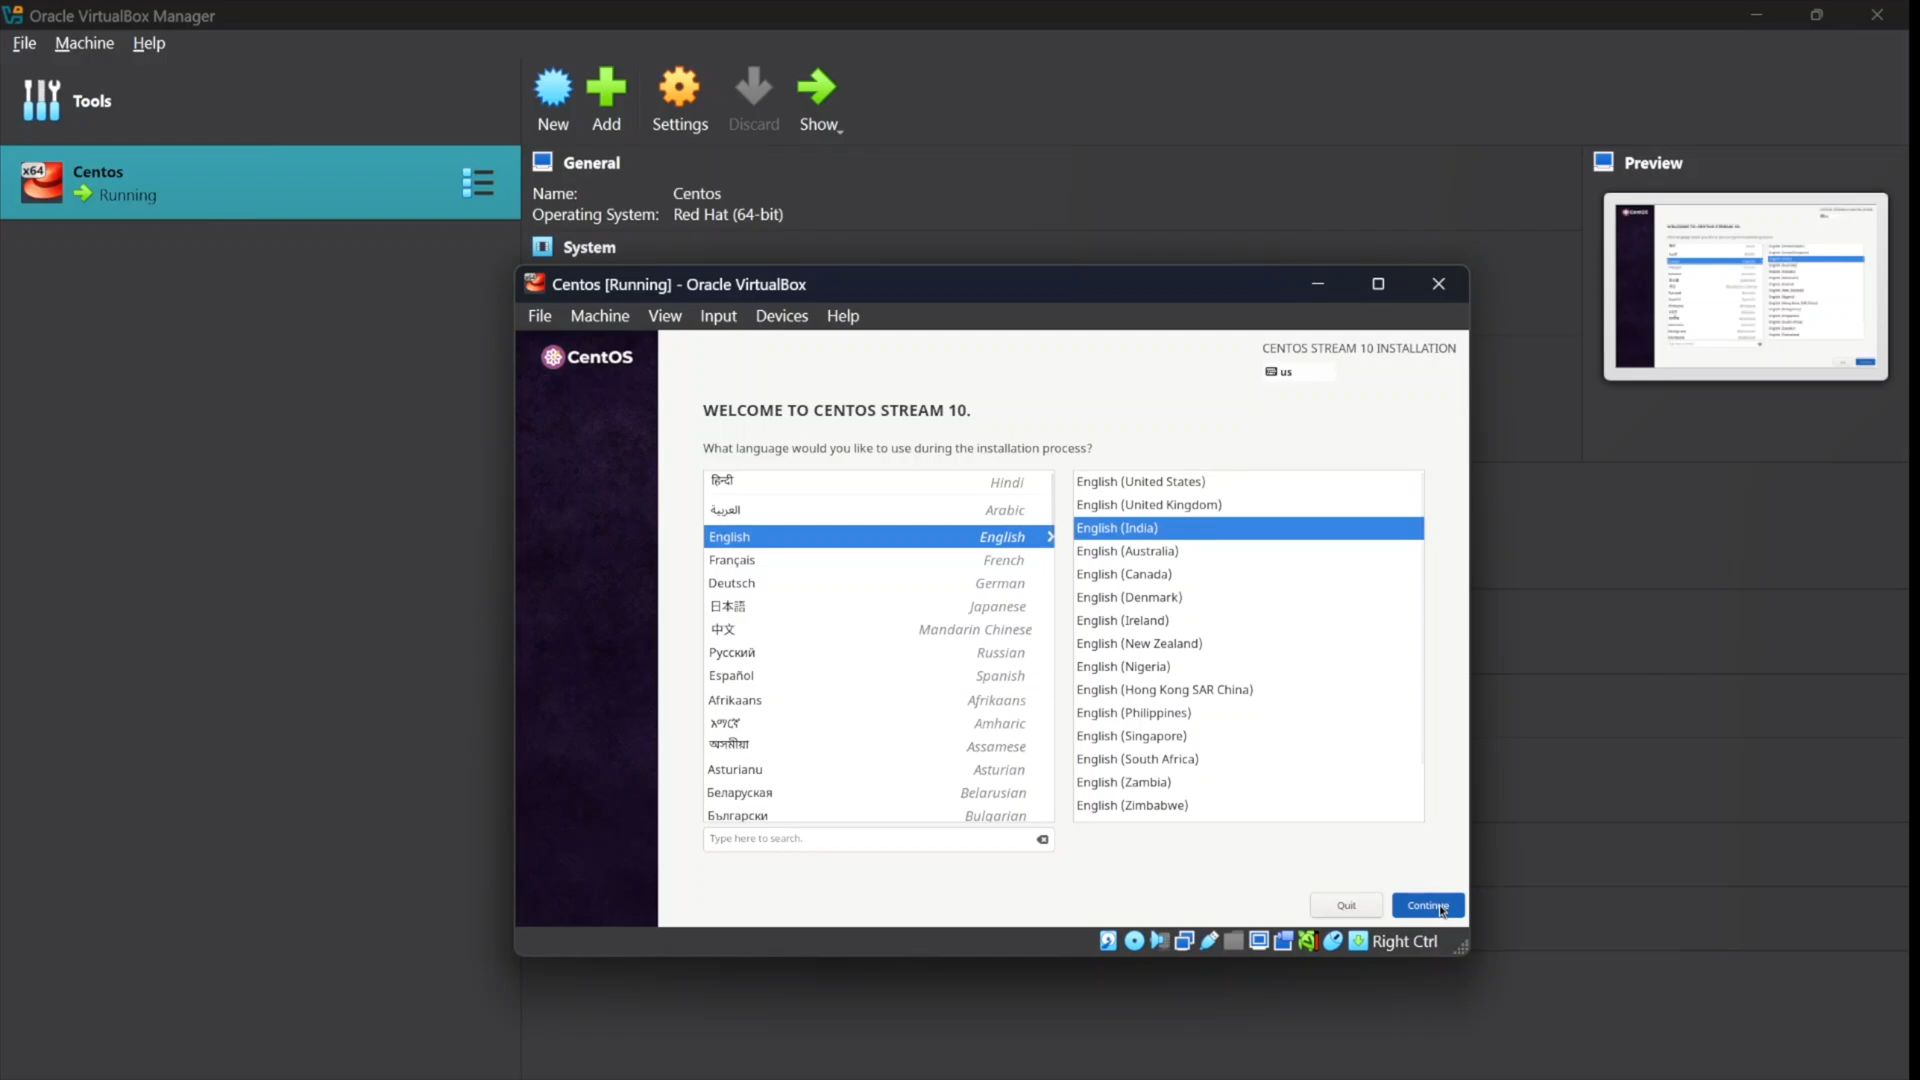 Oracle VirtualBox Manager
File Machine Help
Tools
New Add Settings Discard Show
x64 Centos
Running
General
Name: Centos
Operating System: Red Hat (64-bit)
System
Preview
Centos [Running] - Oracle VirtualBox
File Machine View Input Devices Help
CentOS
CENTOS STREAM 10 INSTALLATION
us
WELCOME TO CENTOS STREAM 10.
What language would you like to use during the installation process?
हिन्दी Hindi
العربية Arabic
English English
Français French
Deutsch German
日本語 Japanese
中文 Mandarin Chinese
Русский Russian
Español Spanish
Afrikaans Afrikaans
አማርኛ Amharic
অসমীয়া Assamese
Asturianu Asturian
Беларуская Belarusian
Български Bulgarian
Type here to search.
English (United States)
English (United Kingdom)
English (India)
English (Australia)
English (Canada)
English (Denmark)
English (Ireland)
English (New Zealand)
English (Nigeria)
English (Hong Kong SAR China)
English (Philippines)
English (Singapore)
English (South Africa)
English (Zambia)
English (Zimbabwe)
Quit Continue
Right Ctrl